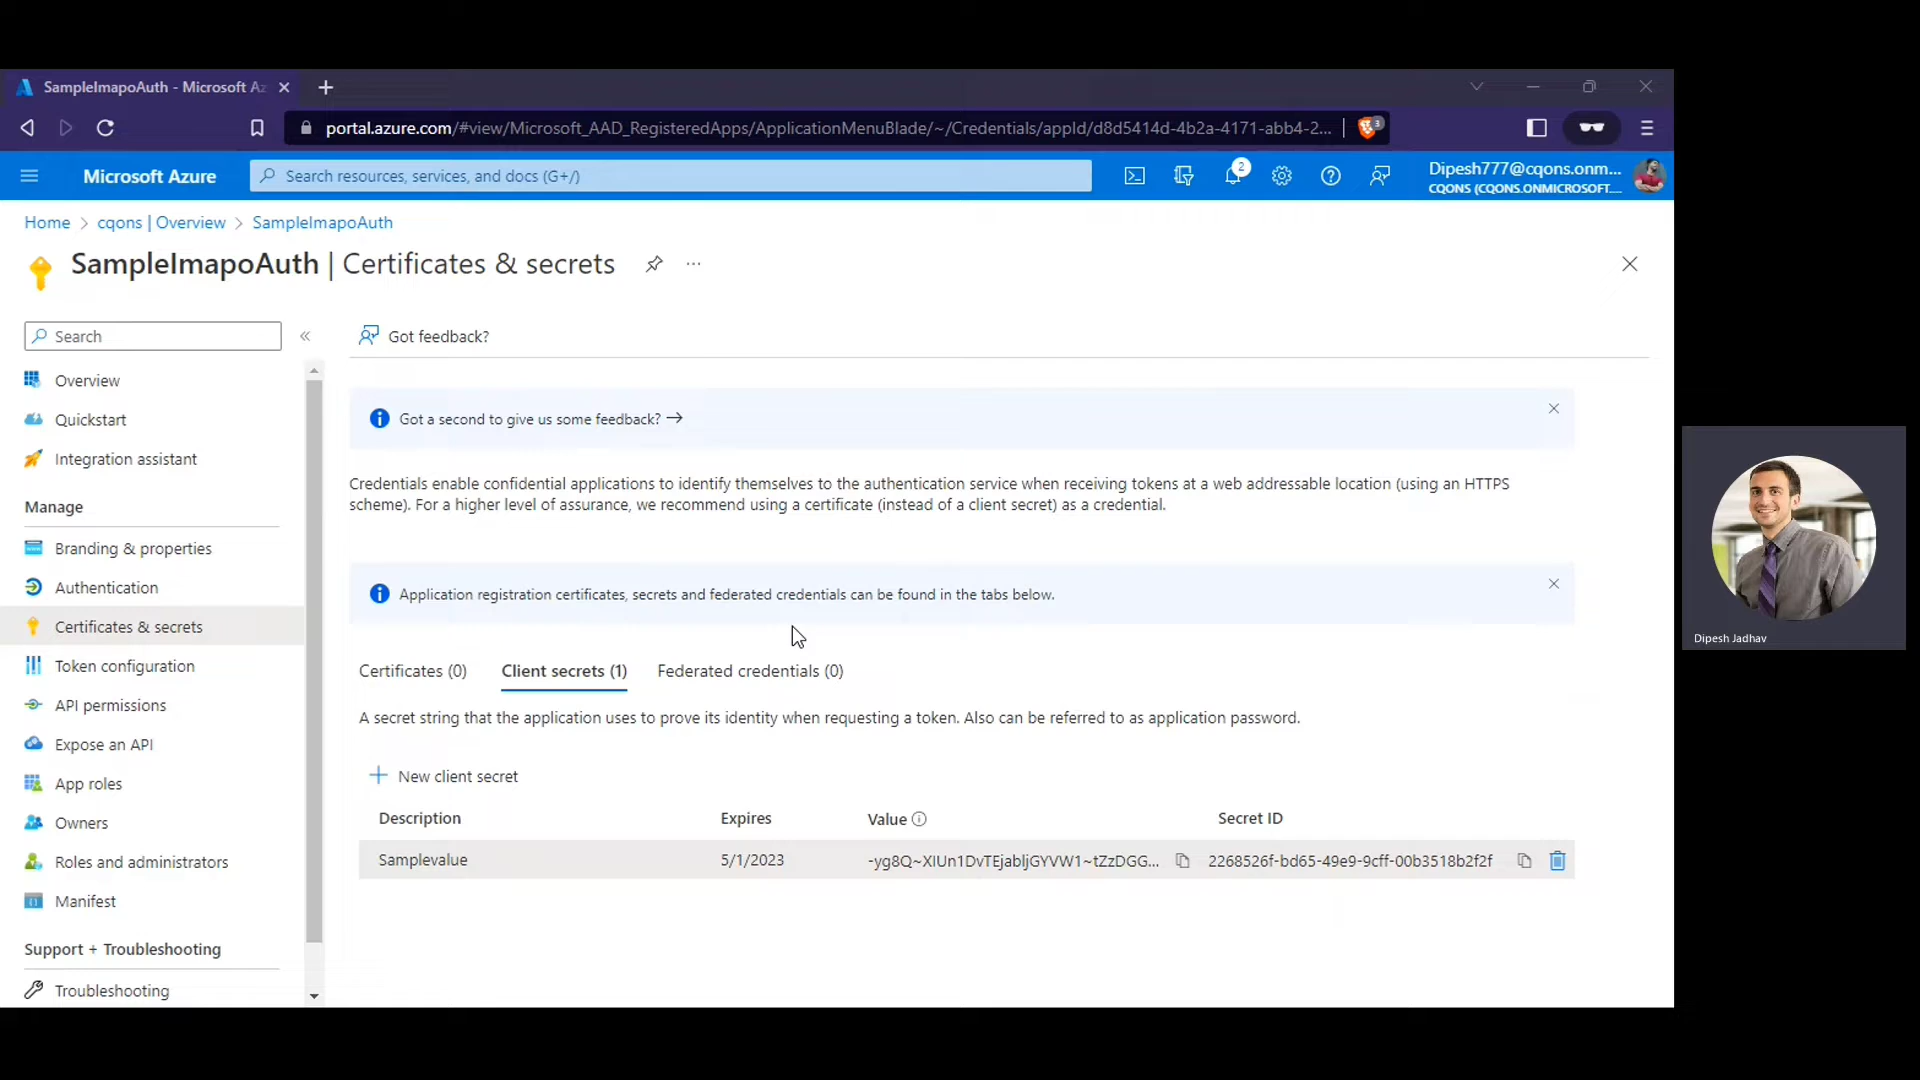 SampleImapoAuth - Microsoft Az
portal.azure.com/#view/Microsoft_AAD_RegisteredApps/ApplicationMenuBlade/~/Credentials/appId/d8d5414d-4b2a-4171-abb4-2...
3
Microsoft Azure
Search resources, services, and docs (G+/)
2
Dipesh777@cqons.onm...
CQONS (CQONS.ONMICROSOFT....
Home > cqons | Overview > SampleImapoAuth
SampleImapoAuth | Certificates & secrets
Search
Overview
Quickstart
Integration assistant
Manage
Branding & properties
Authentication
Certificates & secrets
Token configuration
API permissions
Expose an API
App roles
Owners
Roles and administrators
Manifest
Support + Troubleshooting
Troubleshooting
Got feedback?
Got a second to give us some feedback?
Credentials enable confidential applications to identify themselves to the authentication service when receiving tokens at a web addressable location (using an HTTPS
scheme). For a higher level of assurance, we recommend using a certificate (instead of a client secret) as a credential.
Application registration certificates, secrets and federated credentials can be found in the tabs below.
Certificates (0) Client secrets (1) Federated credentials (0)
A secret string that the application uses to prove its identity when requesting a token. Also can be referred to as application password.
New client secret
Description Expires Value Secret ID
Samplevalue 5/1/2023 -yg8Q~XIUn1DvTEjabljGYVW1~tZzDGG... 2268526f-bd65-49e9-9cff-00b3518b2f2f
Dipesh Jadhav